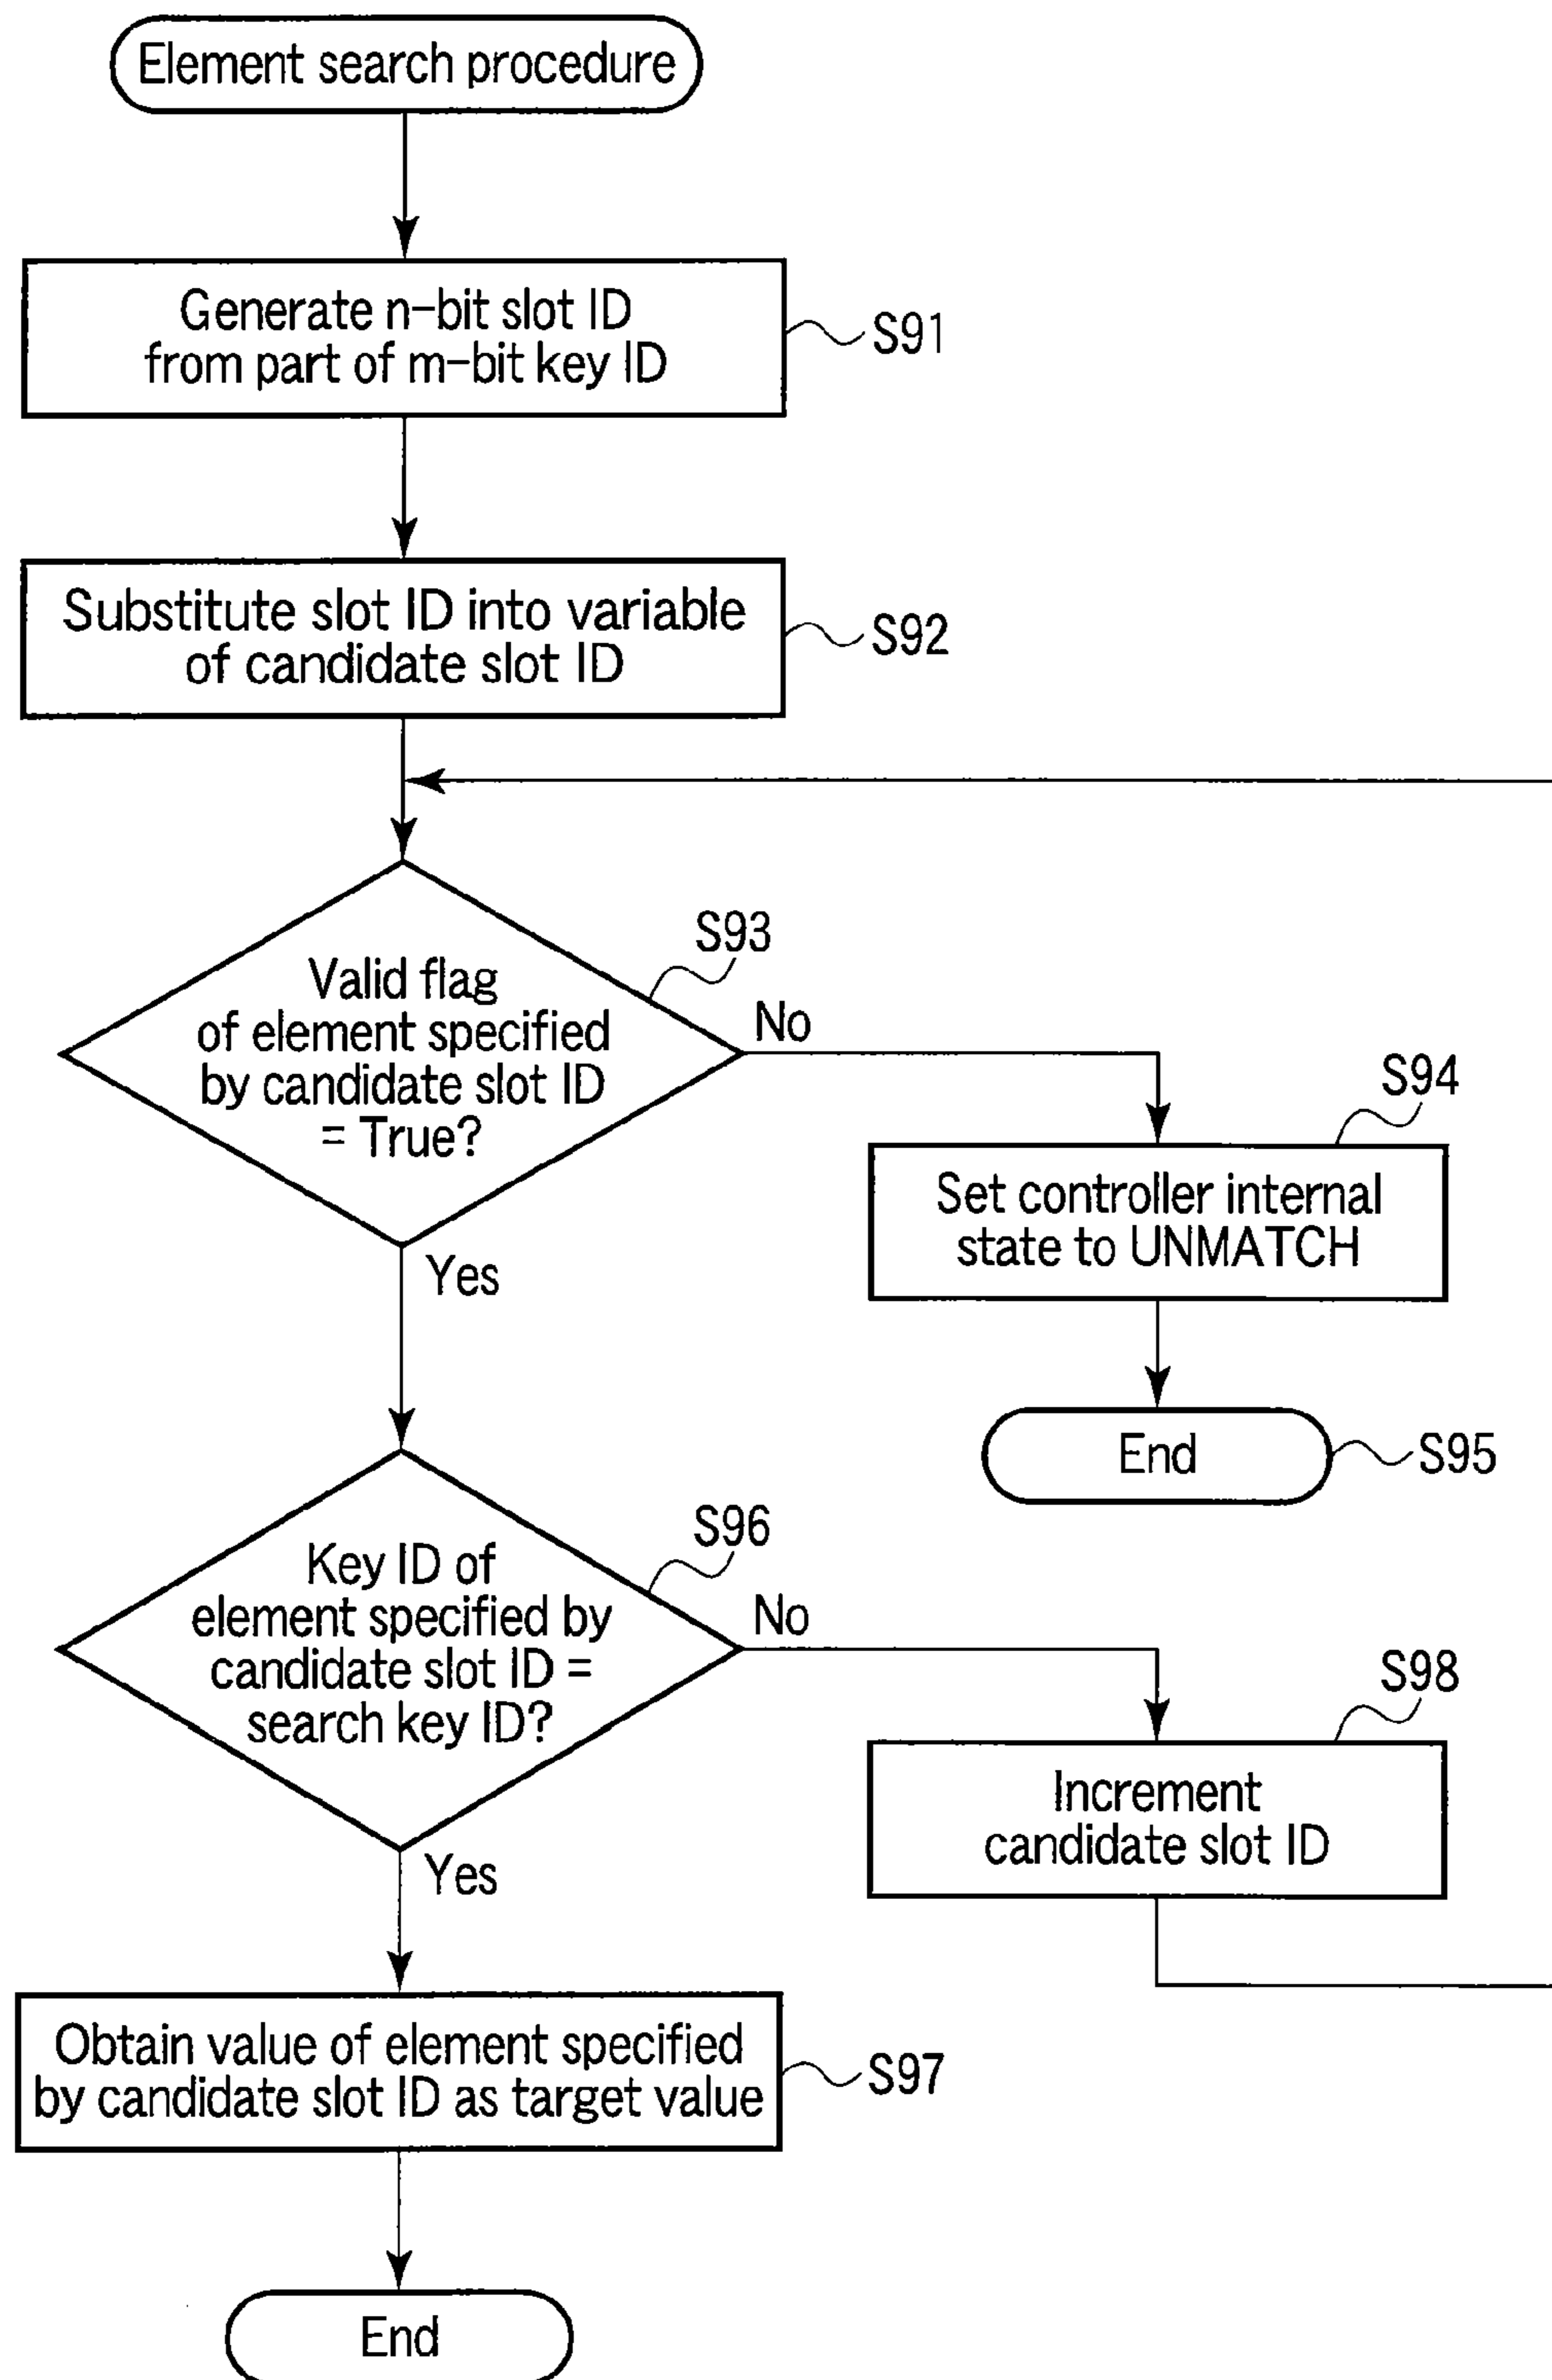 Element search procedure
Generate n-bit slot ID
from part of m-bit key ID
S91
Substitute slot ID into variable
of candidate slot ID
S92
S93
Valid flag
of element specified
by candidate slot ID
= True?
No
Yes
S94
Set controller internal
state to UNMATCH
End
S95
S96
Key ID of
element specified by
candidate slot ID =
search key ID?
No
Yes
S98
Increment
candidate slot ID
Obtain value of element specified
by candidate slot ID as target value
S97
End